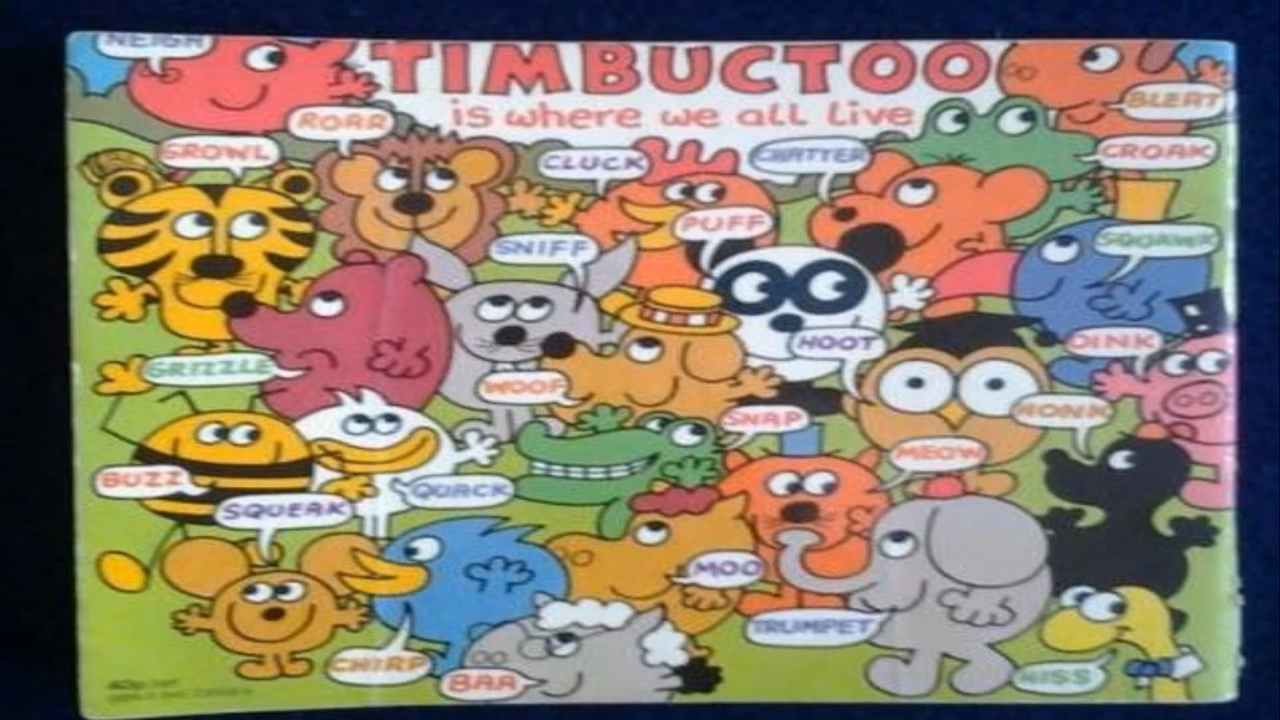 NEIGH
TIMBUCTOO
is where we all live
BLEAT
ROAR
GROWL
CLUCK
CHATTER
CROAK
PUFF
SNIFF
SQUAWK
HOOT
OINK
GRIZZLE
WOOF
SNAP
HONK
MEOW
BUZZ
QUACK
SQUEAK
MOO
TRUMPET
CHIRP
BAA
HISS